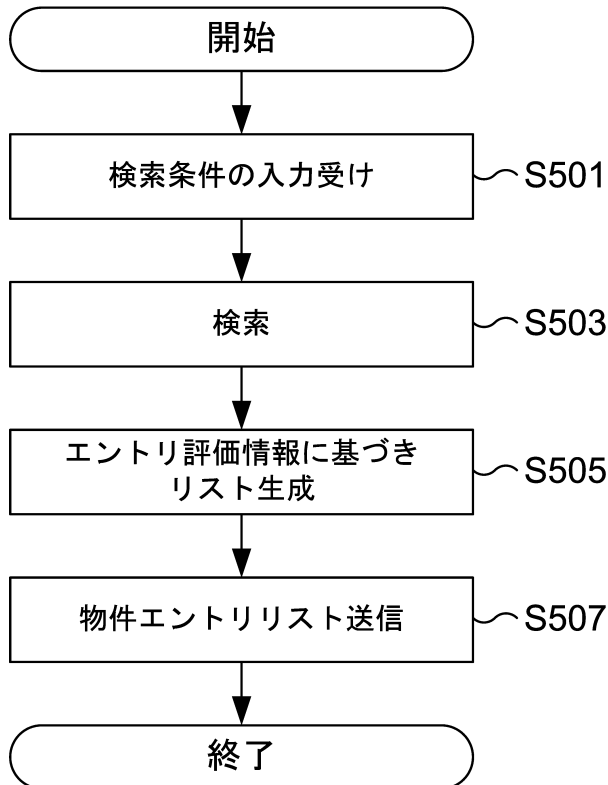 開始
検索条件の入力受け
S501
検索
S503
エントリ評価情報に基づき
リスト生成
S505
物件エントリリスト送信
S507
終了